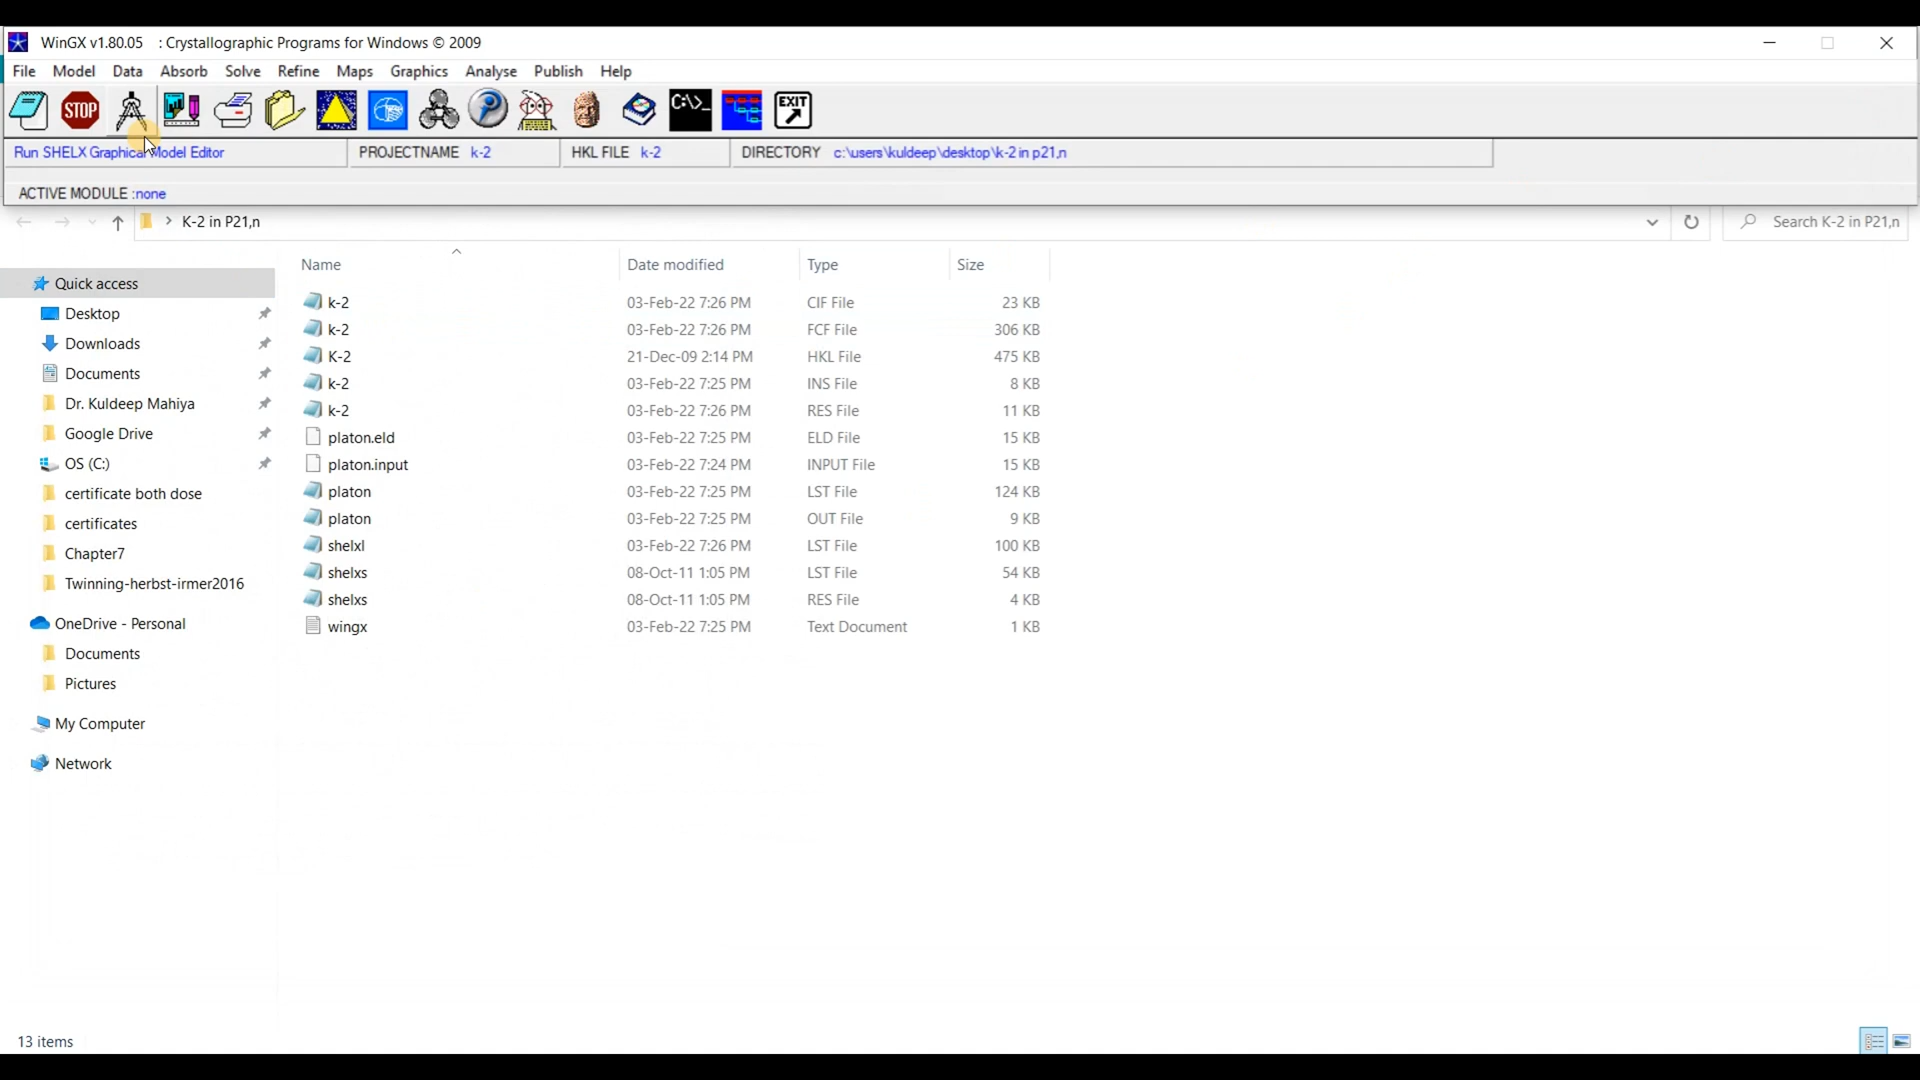 WinGX v1.80.05 : Crystallographic Programs for Windows © 2009
File Model Data Absorb Solve Refine Maps Graphics Analyse Publish Help
STOP C:\>_ EXIT
Run SHELX Graphical Model Editor PROJECTNAME k-2 HKL FILE k-2 DIRECTORY c:\users\kuldeep\desktop\k-2 in p21,n
ACTIVE MODULE :none
K-2 in P21,n Search K-2 in P21,n
Name Date modified Type Size
Quick access
Desktop
Downloads
Documents
Dr. Kuldeep Mahiya
Google Drive
OS (C:)
certificate both dose
certificates
Chapter7
Twinning-herbst-irmer2016
OneDrive - Personal
Documents
Pictures
My Computer
Network
k-2 03-Feb-22 7:26 PM CIF File 23 KB
k-2 03-Feb-22 7:26 PM FCF File 306 KB
K-2 21-Dec-09 2:14 PM HKL File 475 KB
k-2 03-Feb-22 7:25 PM INS File 8 KB
k-2 03-Feb-22 7:26 PM RES File 11 KB
platon.eld 03-Feb-22 7:25 PM ELD File 15 KB
platon.input 03-Feb-22 7:24 PM INPUT File 15 KB
platon 03-Feb-22 7:25 PM LST File 124 KB
platon 03-Feb-22 7:25 PM OUT File 9 KB
shelxl 03-Feb-22 7:26 PM LST File 100 KB
shelxs 08-Oct-11 1:05 PM LST File 54 KB
shelxs 08-Oct-11 1:05 PM RES File 4 KB
wingx 03-Feb-22 7:25 PM Text Document 1 KB
13 items